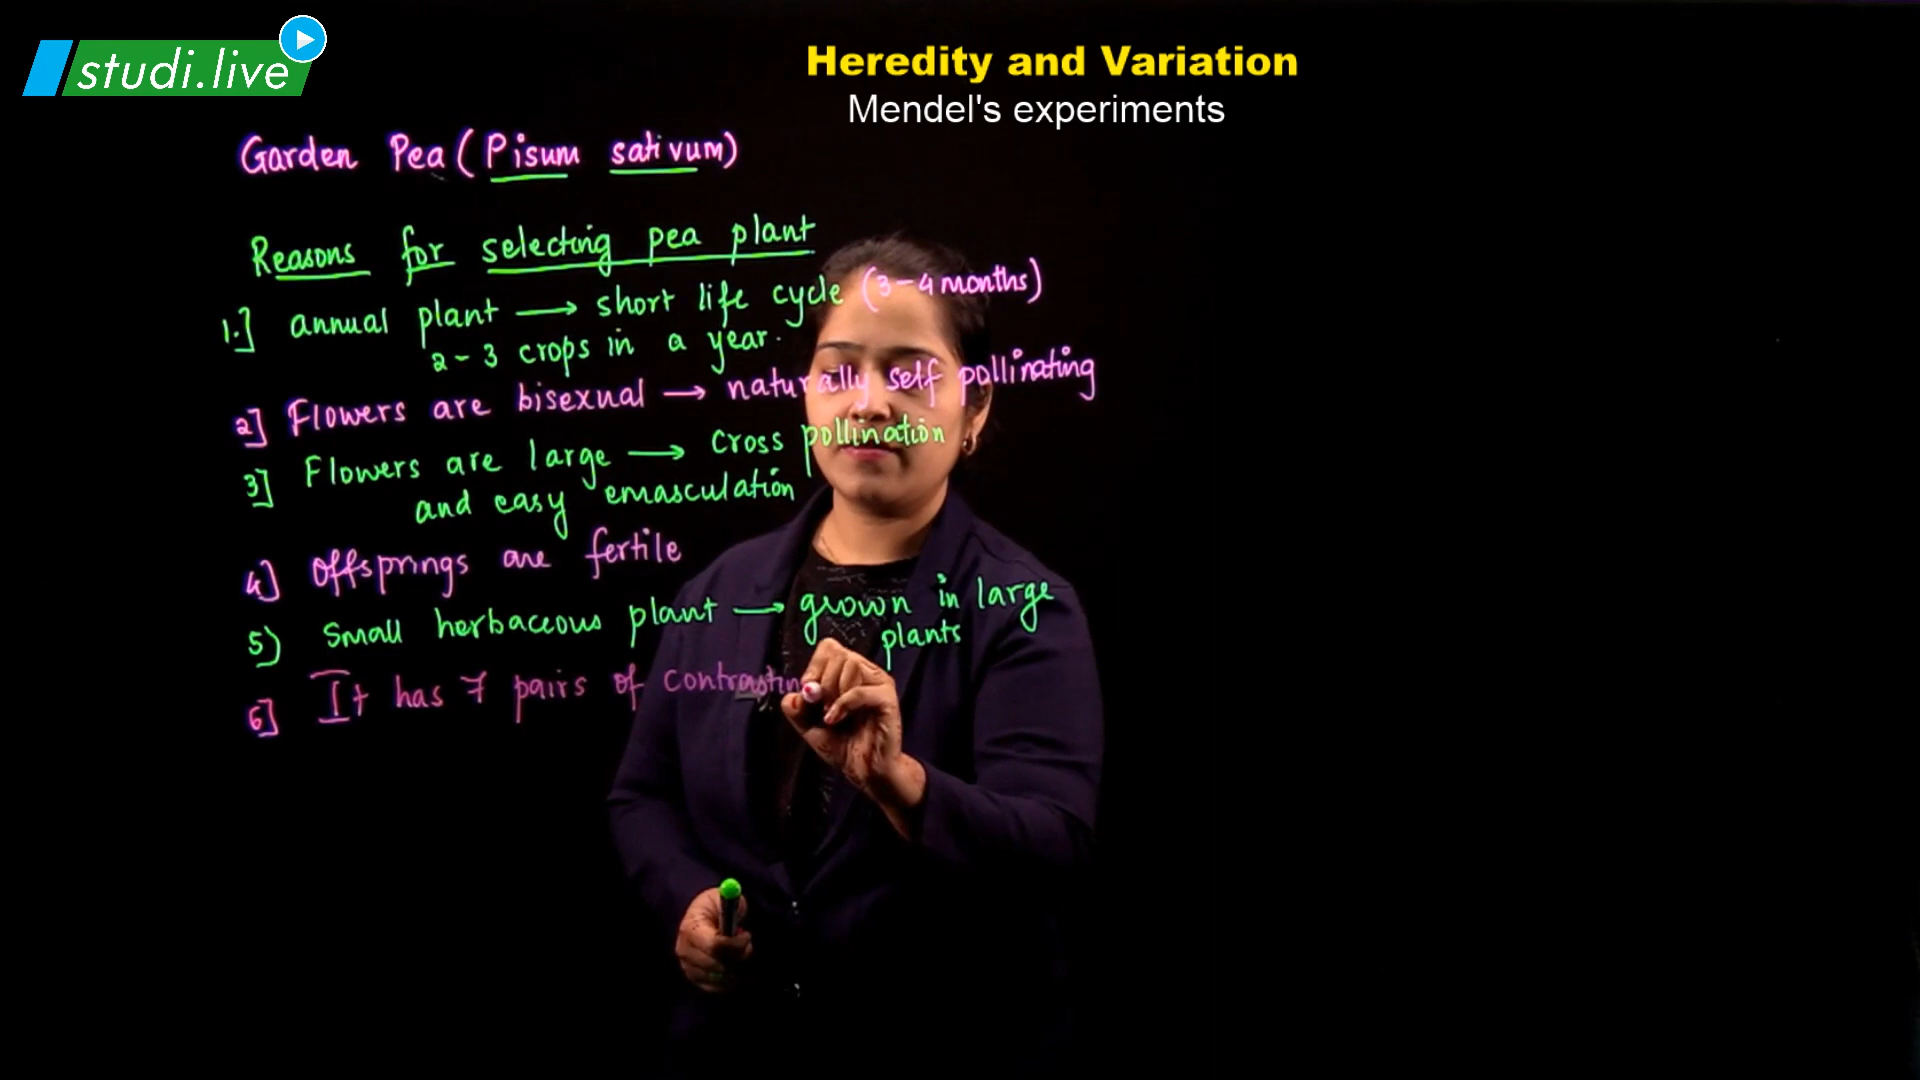 studi.live
Heredity and Variation
Mendel's experiments
Garden Pea (Pisum sativum)
Reasons for selecting pea plant
1.] annual plant → short life cycle (3-4 months)
2-3 crops in a year.
2] Flowers are bisexual → naturally self pollinating
3] Flowers are large → cross pollination
and easy emasculation
4] Offsprings are fertile
5) Small herbaceous plant → grown in large
plants
6] It has 7 pairs of contrasting